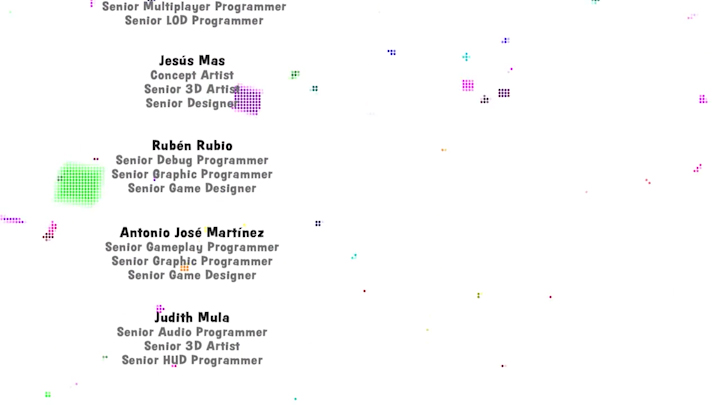 Senior Multiplayer Programmer
Senior LOD Programmer
Jesús Mas
Concept Artist
Senior 3D Artist
Senior Designer
Rubén Rubio
Senior Debug Programmer
Senior Graphic Programmer
Senior Game Designer
Antonio José Martínez
Senior Gameplay Programmer
Senior Graphic Programmer
Senior Game Designer
Judith Mula
Senior Audio Programmer
Senior 3D Artist
Senior HUD Programmer